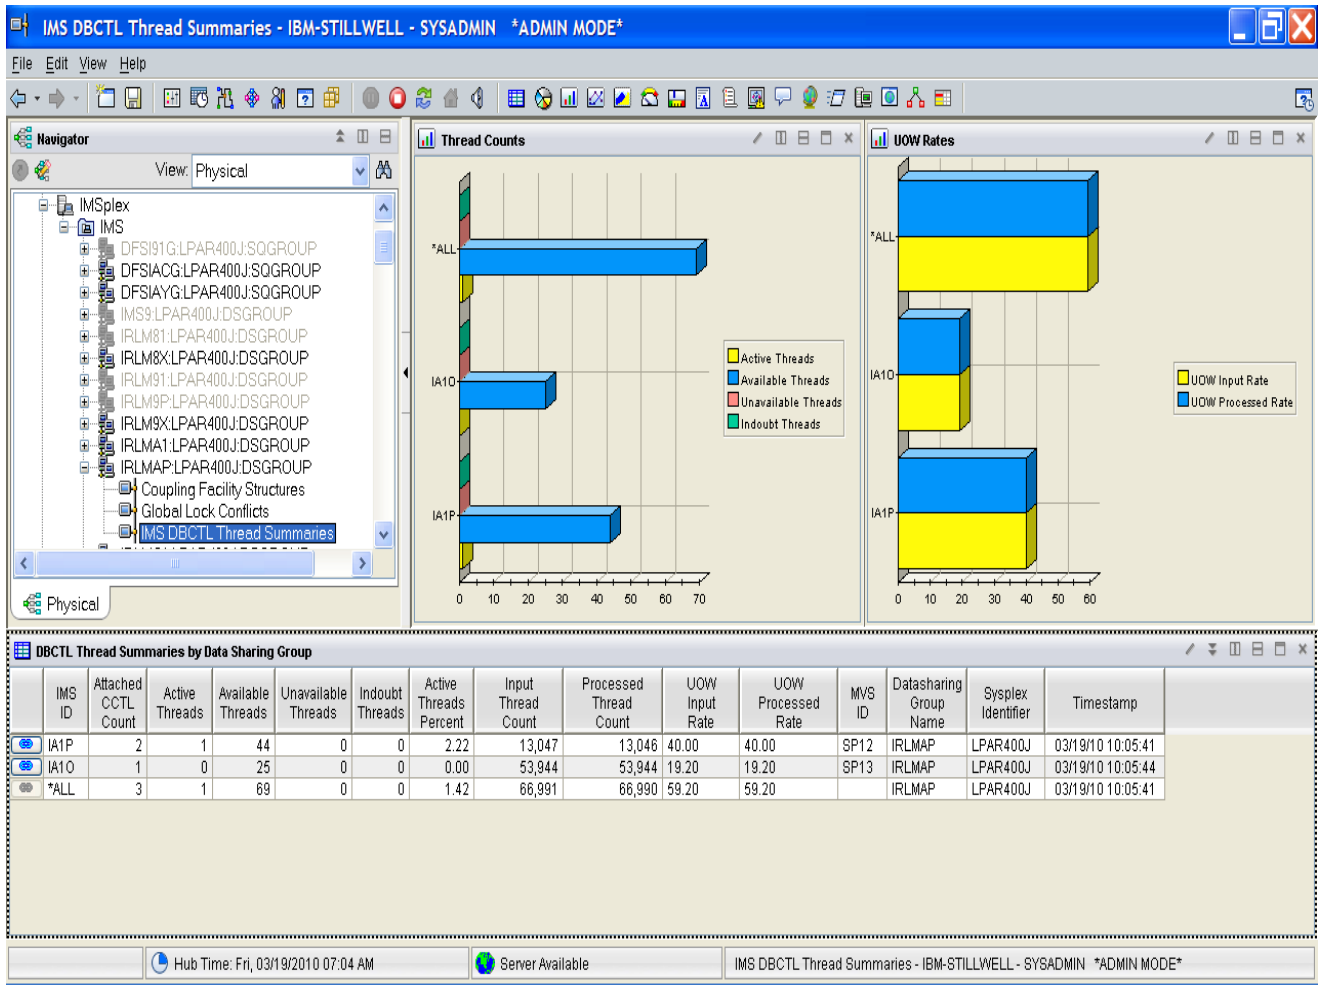 IMS DBCTL Thread Summaries - IBM-STILLWELL - SYSADMIN *ADMIN MODE*
File Edit View Help
Navigator
View: Physical
IMSplex
IMS
DFSI91G:LPAR400J:SQGROUP
DFSIACG:LPAR400J:SQGROUP
DFSIAYG:LPAR400J:SQGROUP
IMS9:LPAR400J:DSGROUP
IRLM81:LPAR400J:DSGROUP
IRLM8X:LPAR400J:DSGROUP
IRLM91:LPAR400J:DSGROUP
IRLM9P:LPAR400J:DSGROUP
IRLM9X:LPAR400J:DSGROUP
IRLMA1:LPAR400J:DSGROUP
IRLMAP:LPAR400J:DSGROUP
Coupling Facility Structures
Global Lock Conflicts
IMS DBCTL Thread Summaries
Physical
Thread Counts
*ALL
IA1O
IA1P
0 10 20 30 40 50 60 70
Active Threads
Available Threads
Unavailable Threads
Indoubt Threads
UOW Rates
*ALL
IA1O
IA1P
0 10 20 30 40 50 60
UOW Input Rate
UOW Processed Rate
DBCTL Thread Summaries by Data Sharing Group
IMS ID Attached CCTL Count Active Threads Available Threads Unavailable Threads Indoubt Threads Active Threads Percent Input Thread Count Processed Thread Count UOW Input Rate UOW Processed Rate MVS ID Datasharing Group Name Sysplex Identifier Timestamp
IA1P 2 1 44 0 0 2.22 13,047 13,046 40.00 40.00 SP12 IRLMAP LPAR400J 03/19/10 10:05:41
IA1O 1 0 25 0 0 0.00 53,944 53,944 19.20 19.20 SP13 IRLMAP LPAR400J 03/19/10 10:05:44
*ALL 3 1 69 0 0 1.42 66,991 66,990 59.20 59.20 IRLMAP LPAR400J 03/19/10 10:05:41
Hub Time: Fri, 03/19/2010 07:04 AM
Server Available
IMS DBCTL Thread Summaries - IBM-STILLWELL - SYSADMIN *ADMIN MODE*